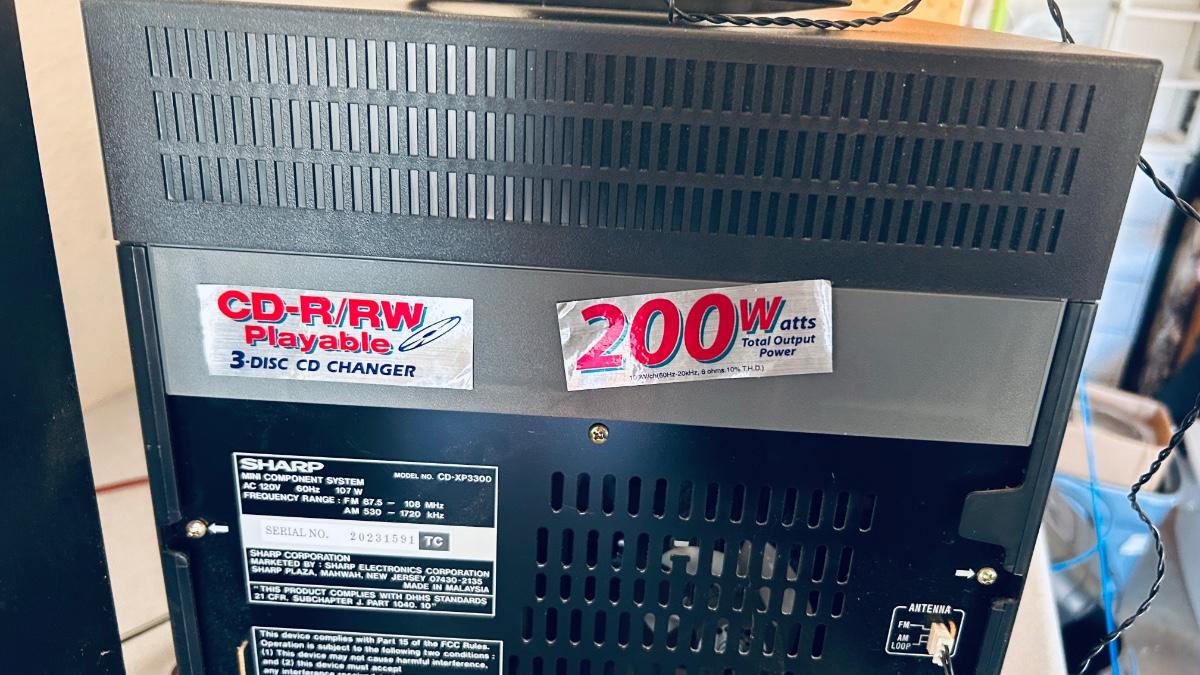 CD-R/RW
Playable
3-DISC CD CHANGER
200Watts
Total Output
Power
SHARP
MINI COMPONENT SYSTEM MODEL NO. CD-XP3300
AC 120V 60Hz 107 W
FREQUENCY RANGE : FM 87.5 – 108 MHz
AM 530 – 1720 kHz
SERIAL NO. 20231591 TC
SHARP CORPORATION
MARKETED BY : SHARP ELECTRONICS CORPORATION
SHARP PLAZA, MAHWAH, NEW JERSEY 07430-2135
MADE IN MALAYSIA
"THIS PRODUCT COMPLIES WITH DHHS STANDARDS
21 CFR. SUBCHAPTER J. PART 1040. 10"
This device complies with Part 15 of the FCC Rules.
Operation is subject to the following two conditions :
(1) This device may not cause harmful interference,
and (2) this device must accept
any interference
ANTENNA
FM
AM
LOOP